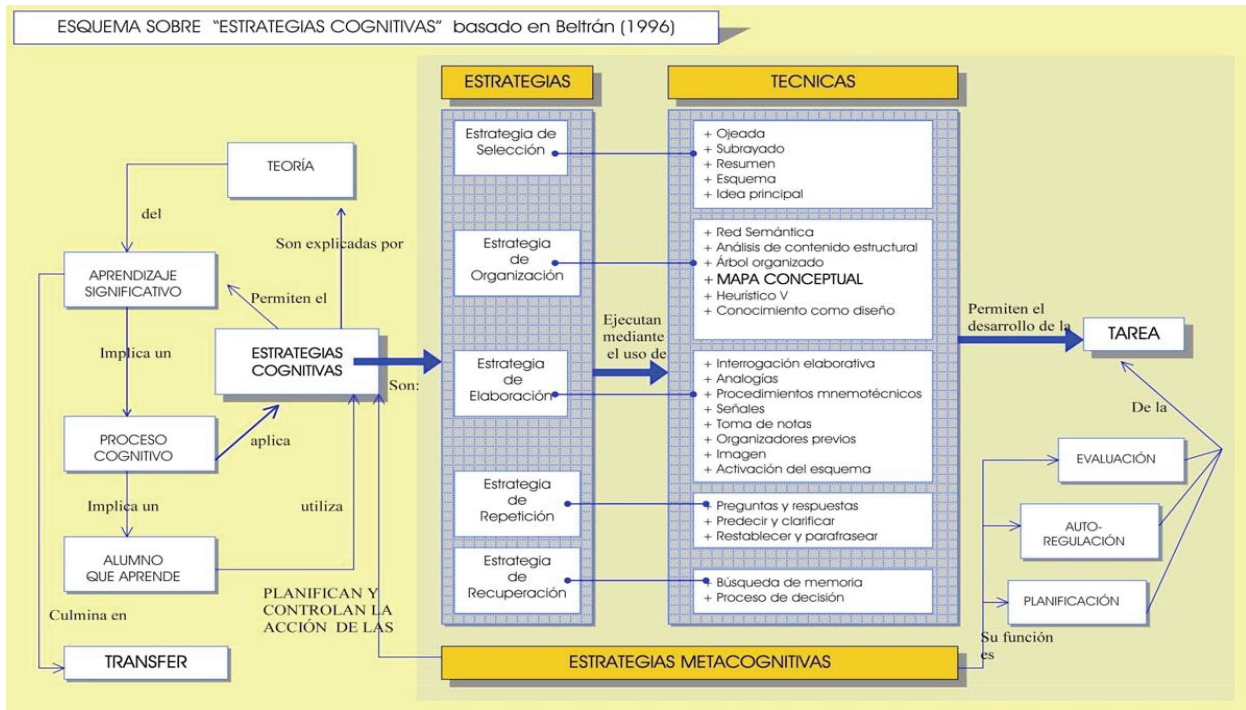 ESQUEMA SOBRE "ESTRATEGIAS COGNITIVAS" basado en Beltrán (1996)
ESTRATEGIAS
TECNICAS
TEORÍA
del
Son explicadas por
APRENDIZAJE
SIGNIFICATIVO
Permiten el
Implica un
ESTRATEGIAS
COGNITIVAS
Son:
PROCESO
COGNITIVO
aplica
Implica un
utiliza
ALUMNO
QUE APRENDE
Culmina en
TRANSFER
PLANIFICAN Y
CONTROLAN LA
ACCIÓN DE LAS
Estrategia de
Selección
Estrategia
de
Organización
Estrategia
de
Elaboración
Estrategia
de
Repetición
Estrategia
de
Recuperación
Ejecutan
mediante
el uso de
+ Ojeada
+ Subrayado
+ Resumen
+ Esquema
+ Idea principal
+ Red Semántica
+ Análisis de contenido estructural
+ Árbol organizado
+ MAPA CONCEPTUAL
+ Heurístico V
+ Conocimiento como diseño
+ Interrogación elaborativa
+ Analogías
+ Procedimientos mnemotécnicos
+ Señales
+ Toma de notas
+ Organizadores previos
+ Imagen
+ Activación del esquema
+ Preguntas y respuestas
+ Predecir y clarificar
+ Restablecer y parafrasear
+ Búsqueda de memoria
+ Proceso de decisión
Permiten el
desarrollo de la
TAREA
De la
EVALUACIÓN
AUTO-
REGULACIÓN
PLANIFICACIÓN
Su función
es
ESTRATEGIAS METACOGNITIVAS